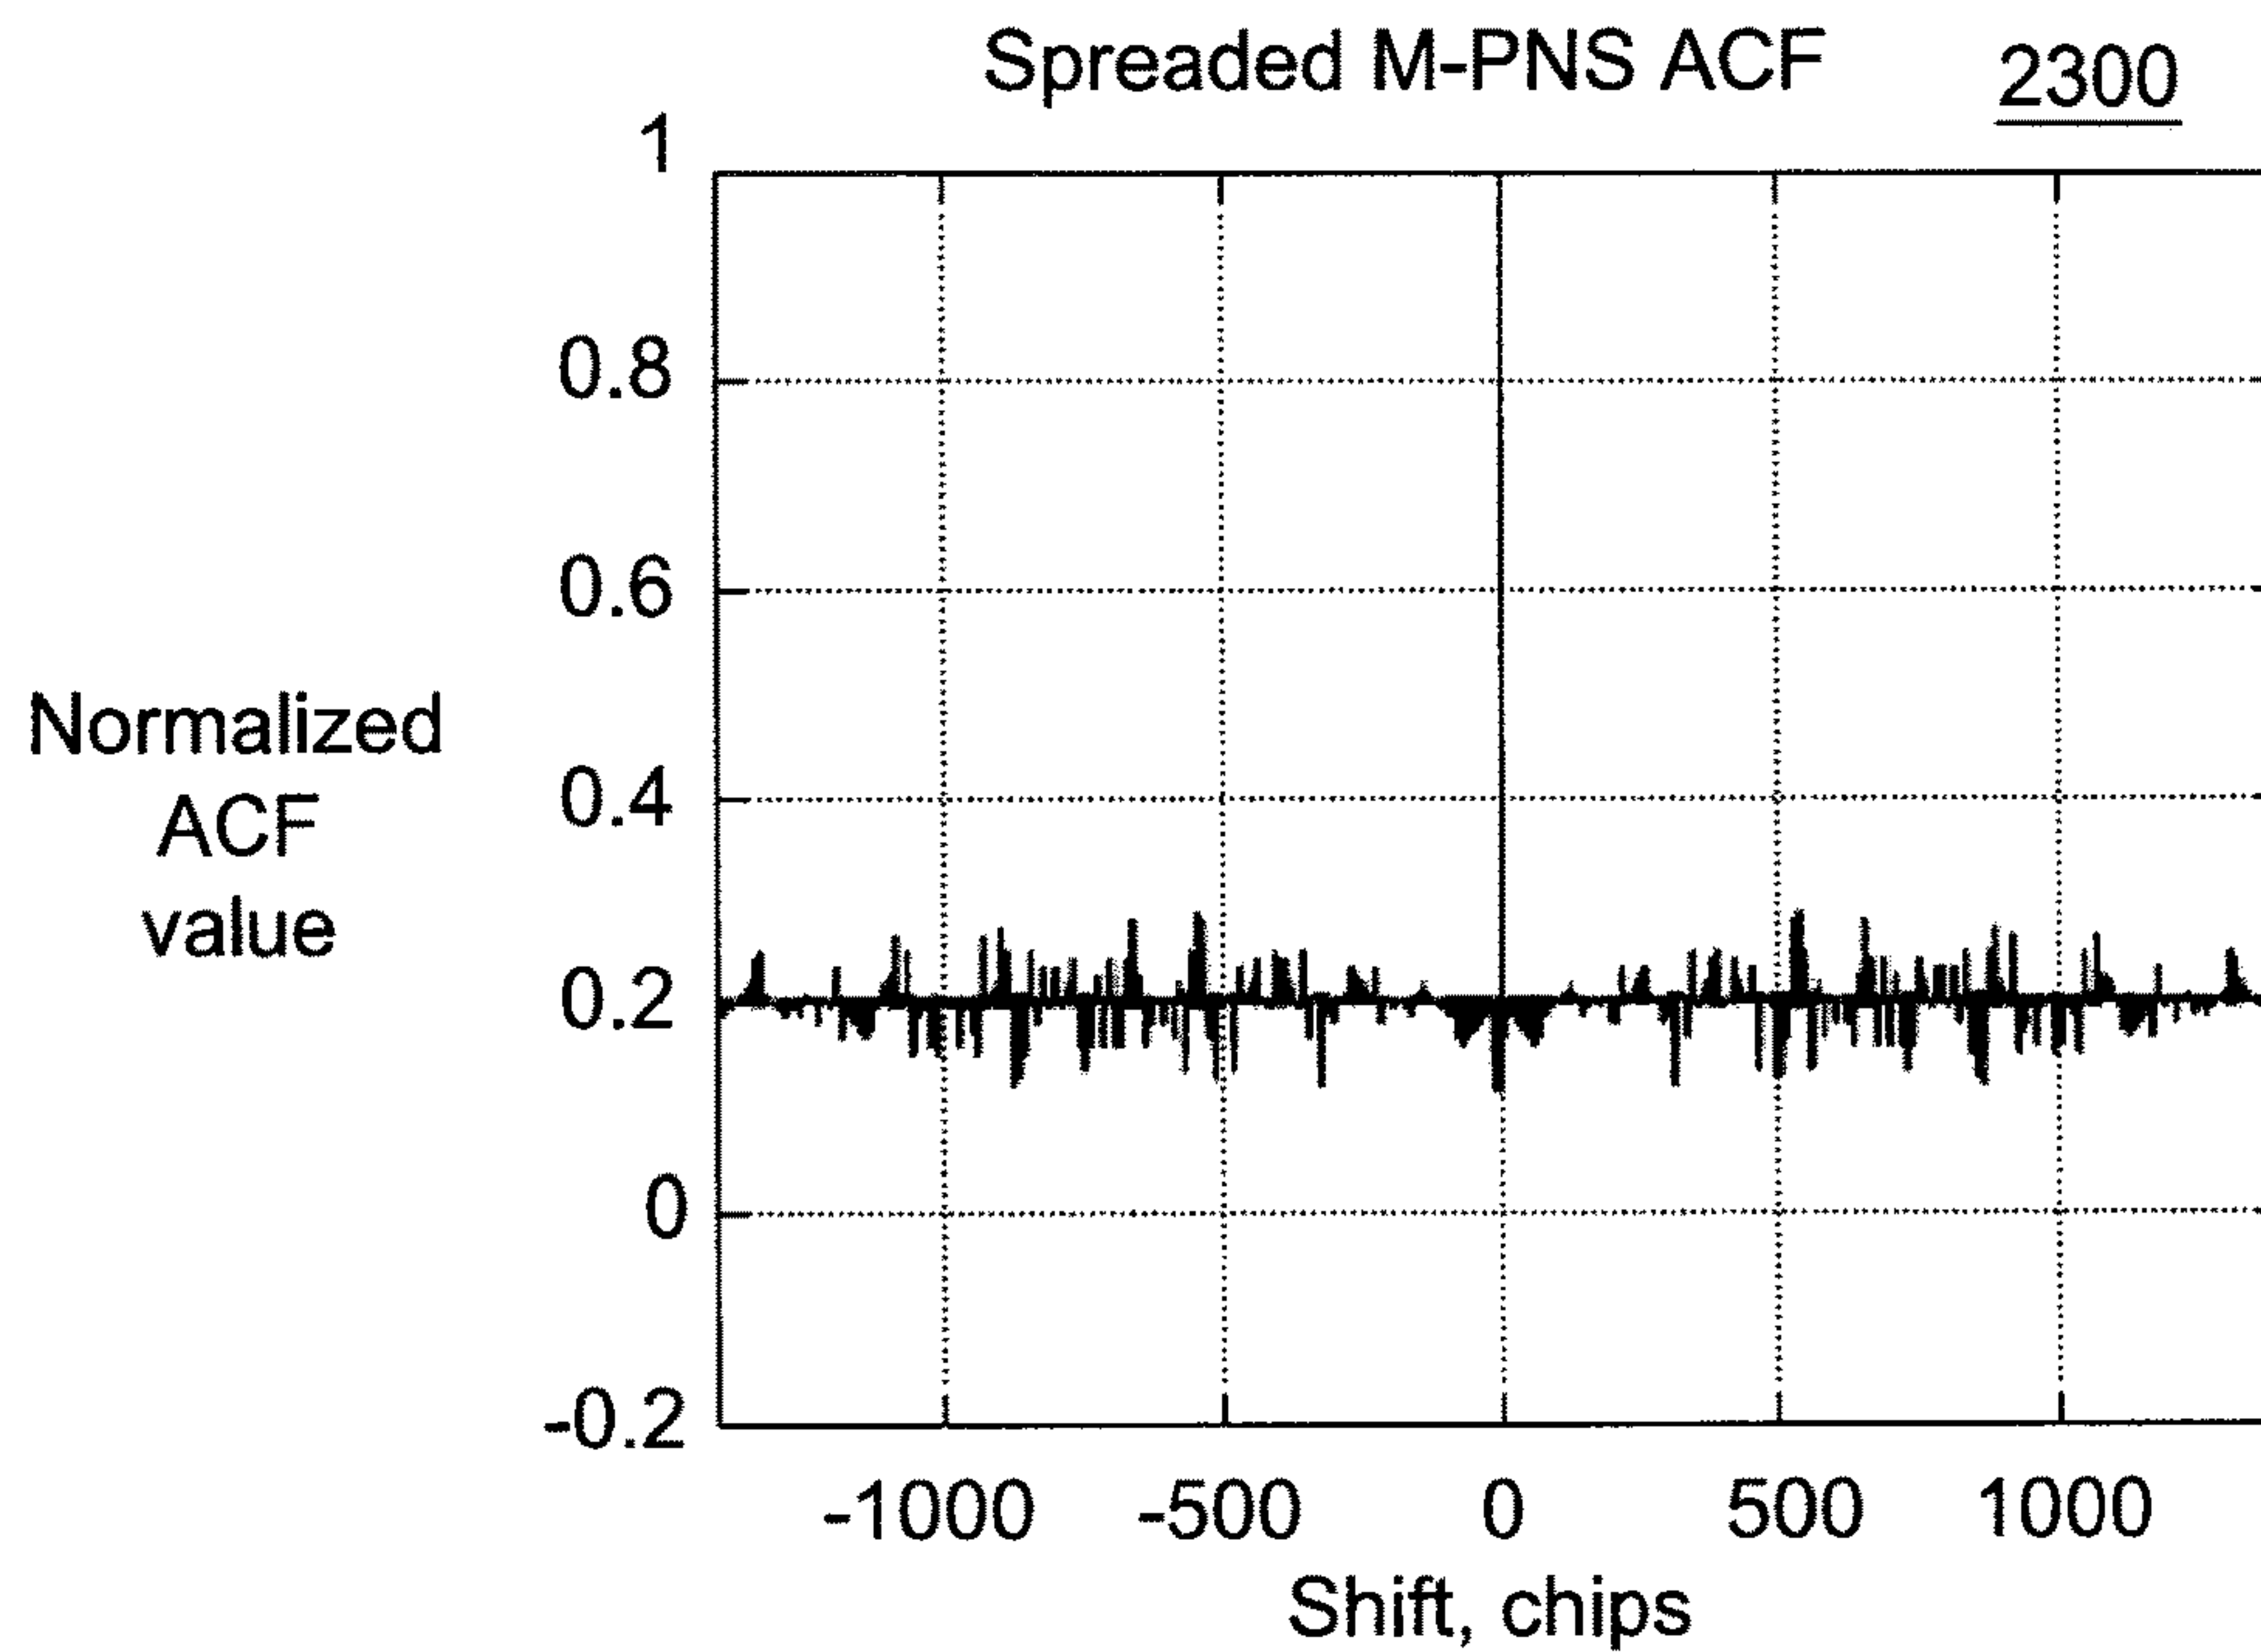 Spreaded M-PNS ACF
2300
1
0.8
0.6
0.4
0.2
0
-0.2
Normalized
ACF
value
-1000 -500 0 500 1000
Shift, chips